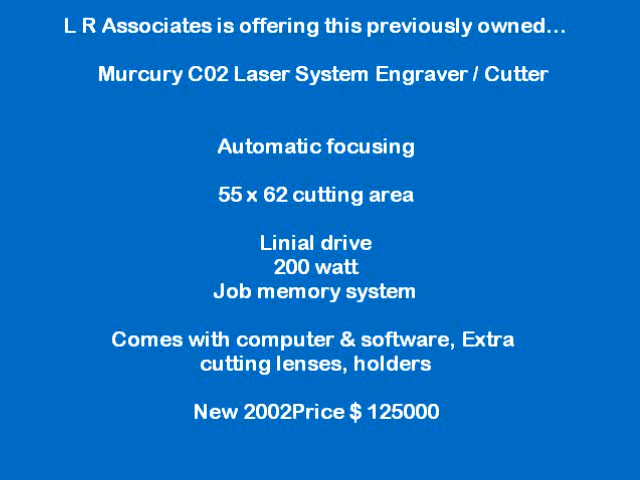 L R Associates is offering this previously owned...
Murcury C02 Laser System Engraver / Cutter
Automatic focusing
55 x 62 cutting area
Linial drive
200 watt
Job memory system
Comes with computer & software, Extra
cutting lenses, holders
New 2002Price $ 125000